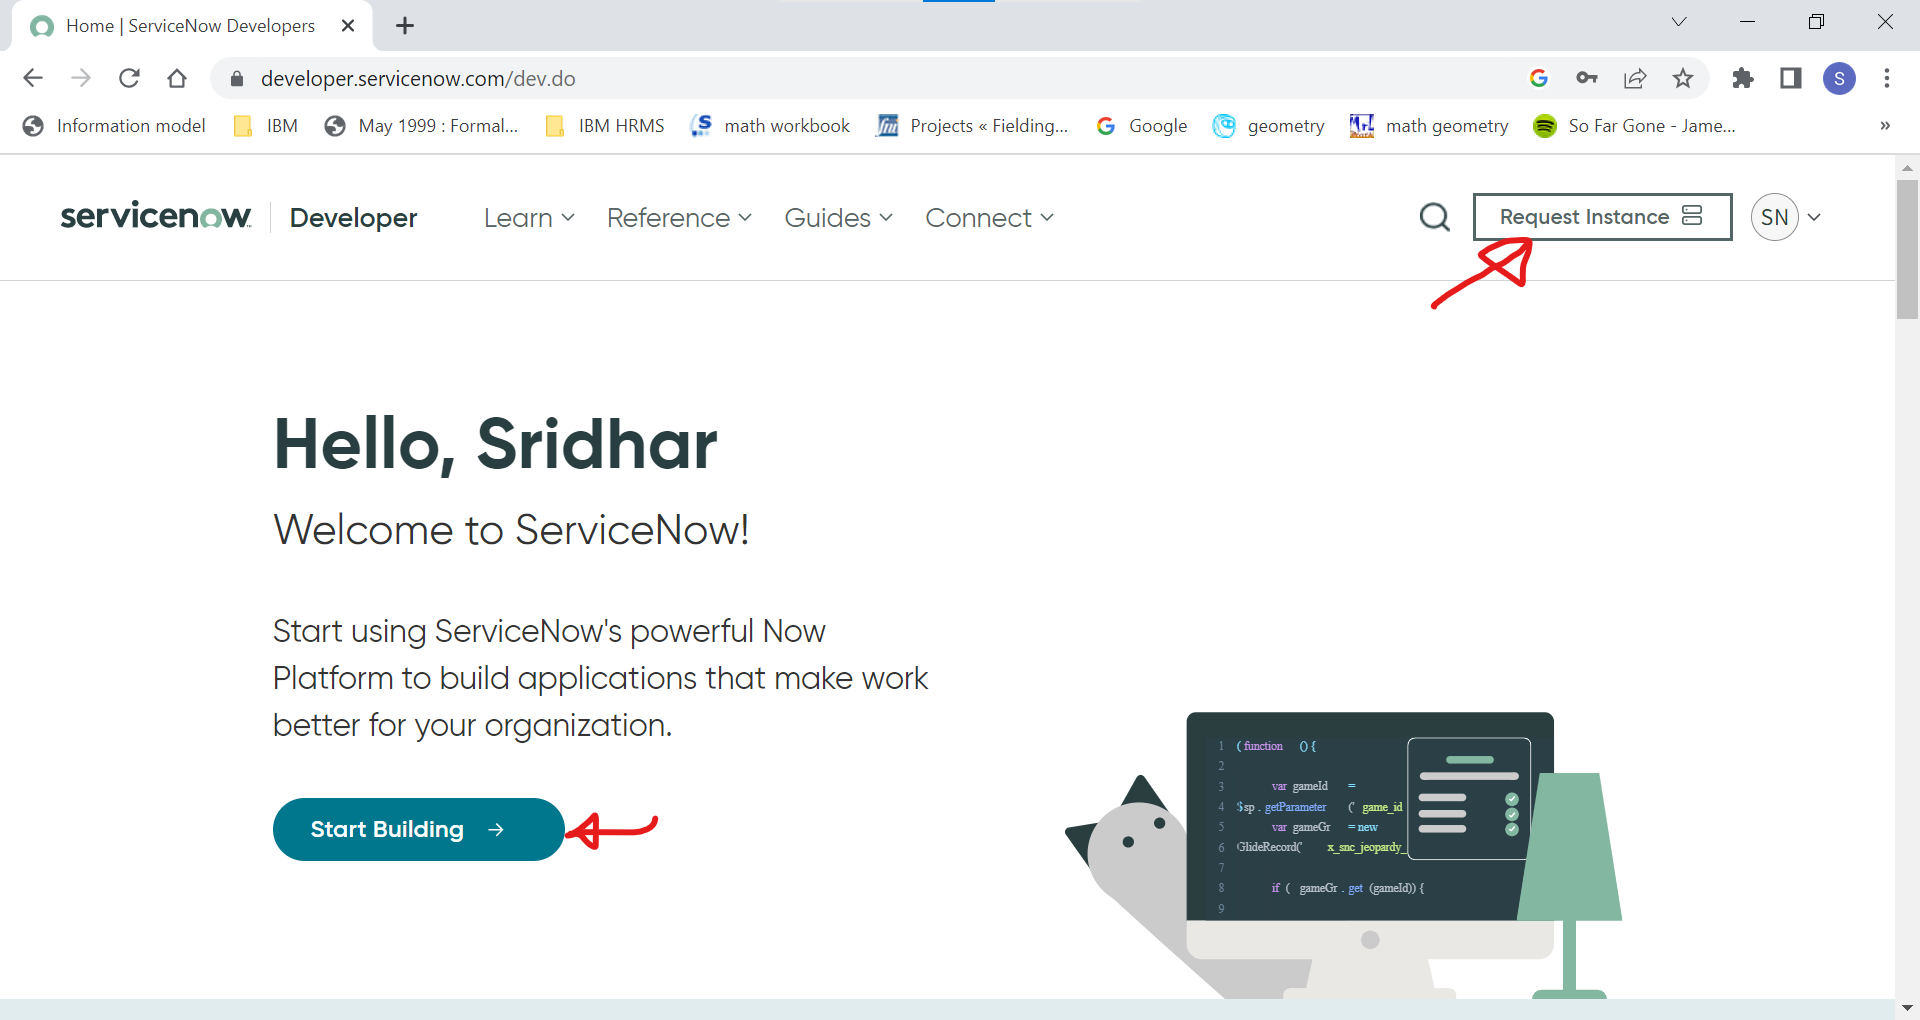 Home | ServiceNow Developers
developer.servicenow.com/dev.do
S
Information model IBM May 1999 : Formal... IBM HRMS math workbook Projects « Fielding... Google geometry math geometry So Far Gone - Jame... »
servicenow Developer Learn Reference Guides Connect Request Instance SN
Hello, Sridhar
Welcome to ServiceNow!
Start using ServiceNow's powerful Now
Platform to build applications that make work
better for your organization.
Start Building →
1 (function () {
2
3 var gameId =
4 $sp . getParameter (' game_id
5 var gameGr = new
6 GlideRecord(' x_snc_jeopardy_
7
8 if ( gameGr . get (gameId)) {
9